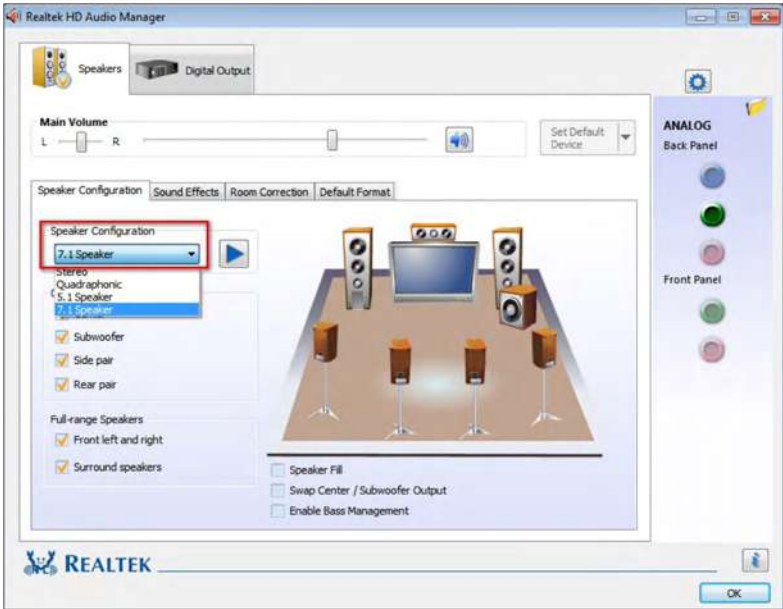 Realtek HD Audio Manager
Speakers
Digital Output
Main Volume
L
R
Set Default
Device
ANALOG
Back Panel
Speaker Configuration
Sound Effects
Room Correction
Default Format
Speaker Configuration
7.1 Speaker
Stereo
Quadraphonic
5.1 Speaker
7.1 Speaker
Front Panel
Subwoofer
Side pair
Rear pair
Full-range Speakers
Front left and right
Surround speakers
Speaker Fill
Swap Center / Subwoofer Output
Enable Bass Management
REALTEK
OK